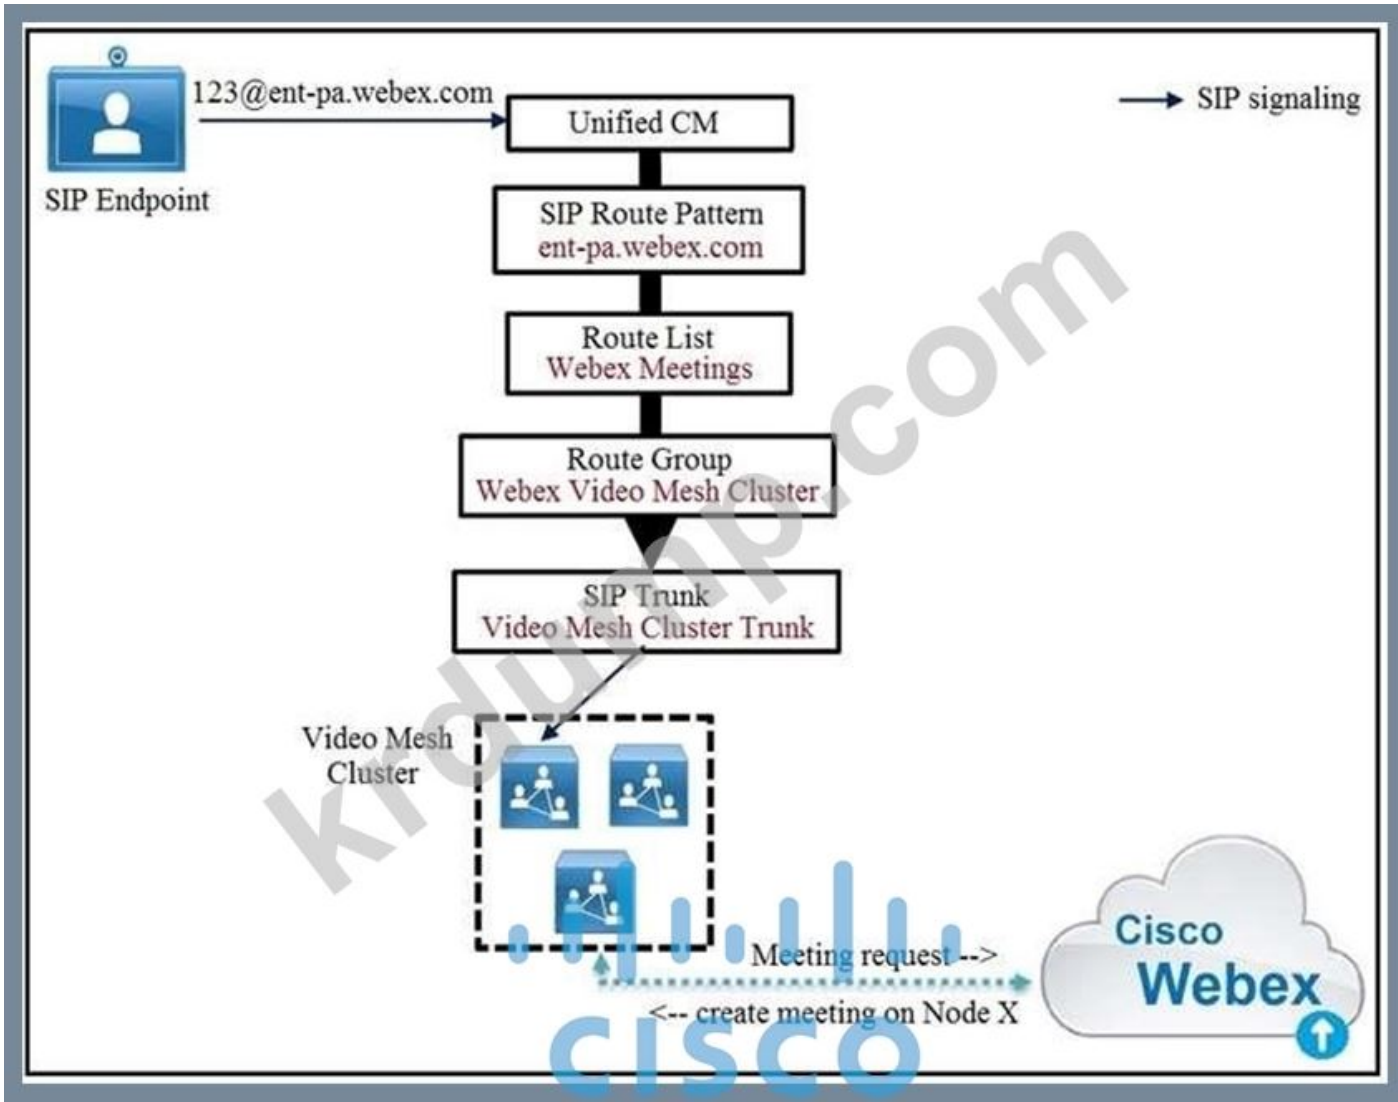 123@ent-pa.webex.com
SIP signaling
Unified CM
SIP Endpoint
SIP Route Pattern
ent-pa.webex.com
Route List
Webex Meetings
Route Group
Webex Video Mesh Cluster
SIP Trunk
Video Mesh Cluster Trunk
Video Mesh
Cluster
Meeting request -->
<-- create meeting on Node X
Cisco
Webex
krdump.com
CISCO